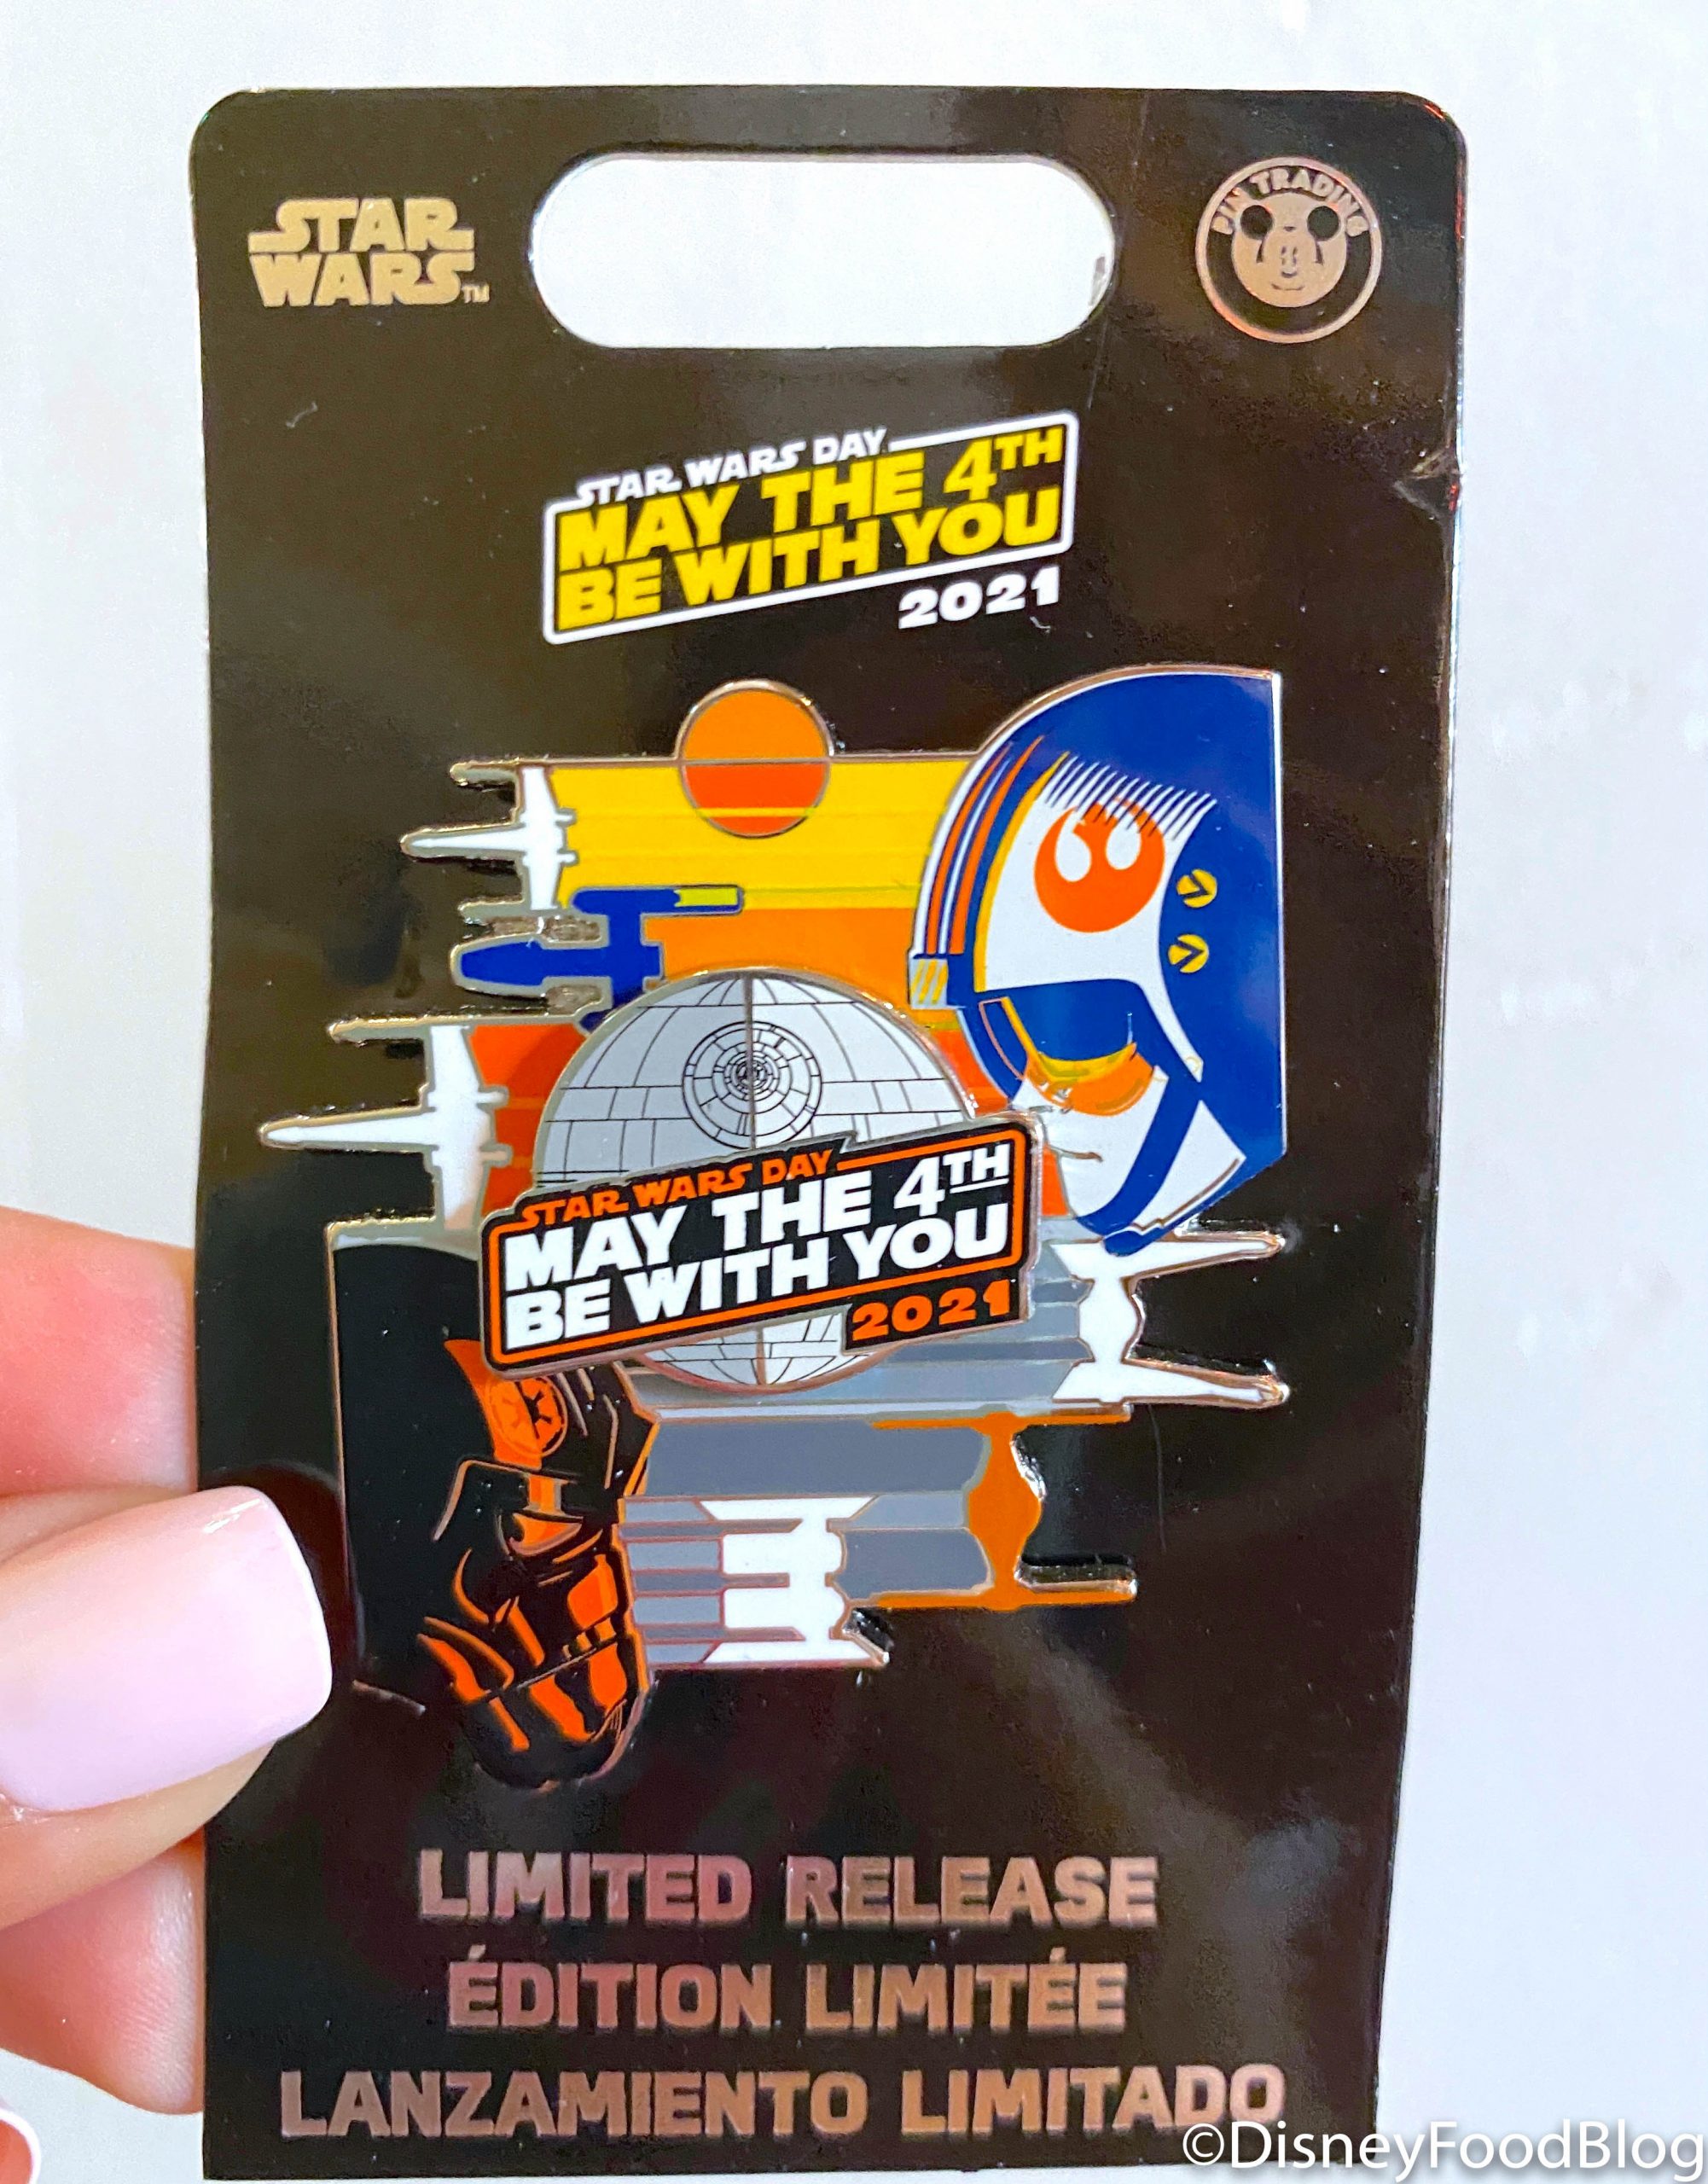 STAR
WARS™
PIN TRADING
STAR WARS DAY
MAY THE 4TH
BE WITH YOU
2021
STAR WARS DAY
MAY THE 4TH
BE WITH YOU
2021
LIMITED RELEASE
ÉDITION LIMITÉE
LANZAMIENTO LIMITADO
©DisneyFoodBlog